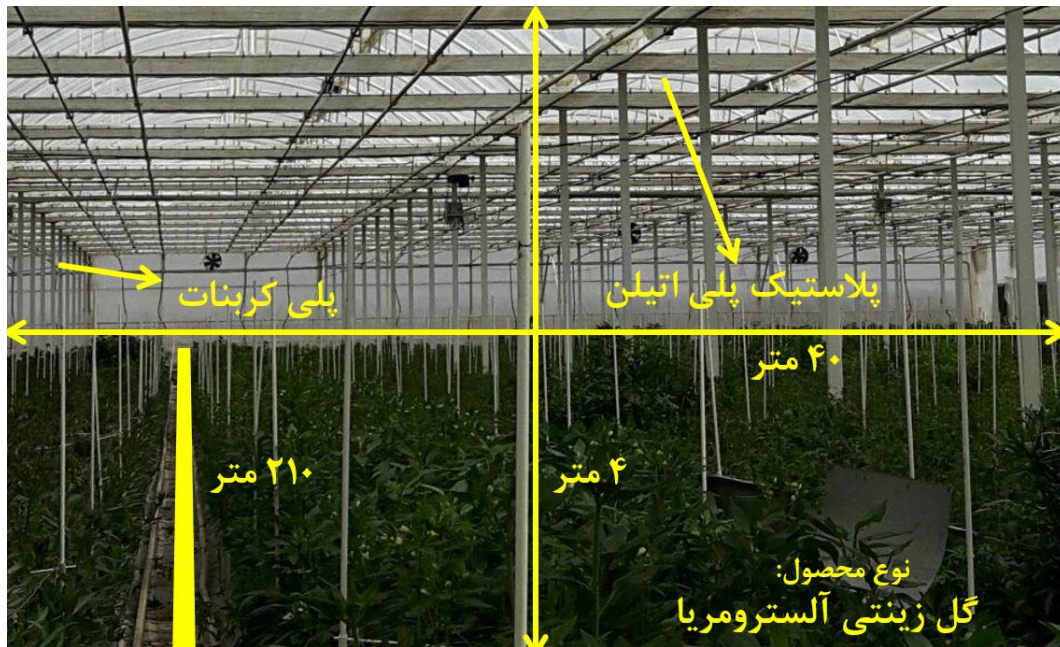 پلی کربنات
پلاستیک پلی اتیلن
۴۰ متر
۲۱۰ متر
۴ متر
نوع محصول:
گل زینتی آلسترومریا